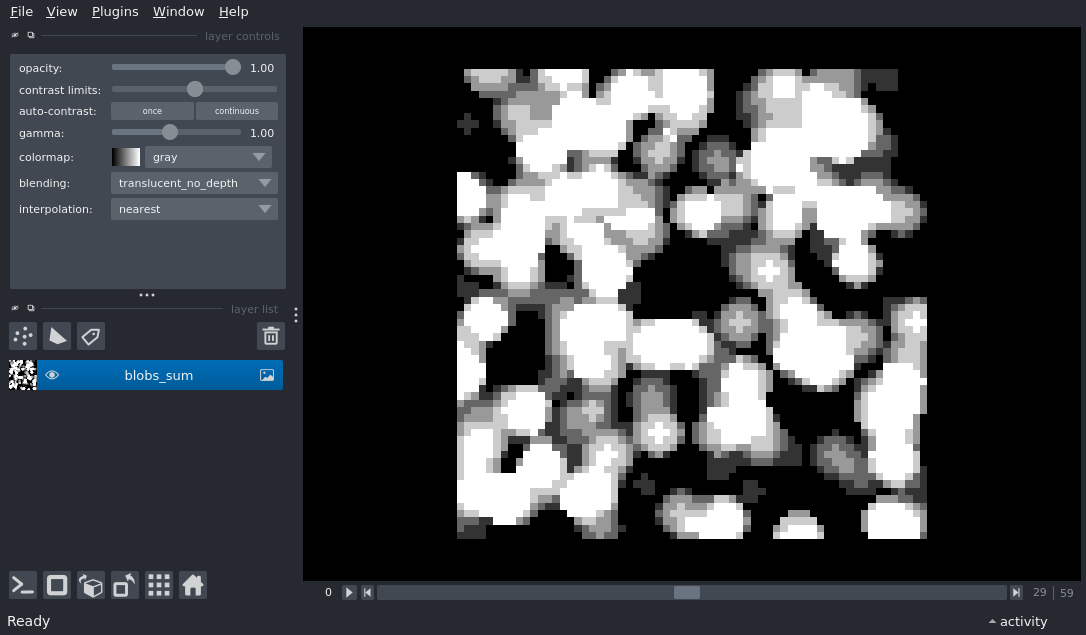 File View Plugins Window Help
layer controls
opacity: 1.00
contrast limits:
auto-contrast: once continuous
gamma: 1.00
colormap: gray
blending: translucent_no_depth
interpolation: nearest
layer list
blobs_sum
0 29 59
Ready activity